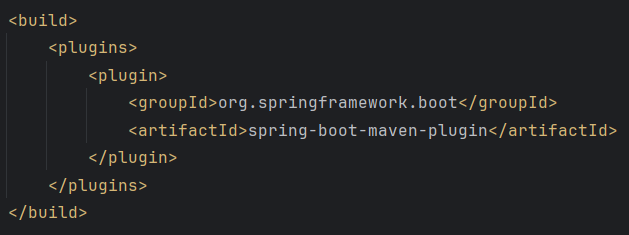 <build>
    <plugins>
        <plugin>
            <groupId>org.springframework.boot</groupId>
            <artifactId>spring-boot-maven-plugin</artifactId>
        </plugin>
    </plugins>
</build>